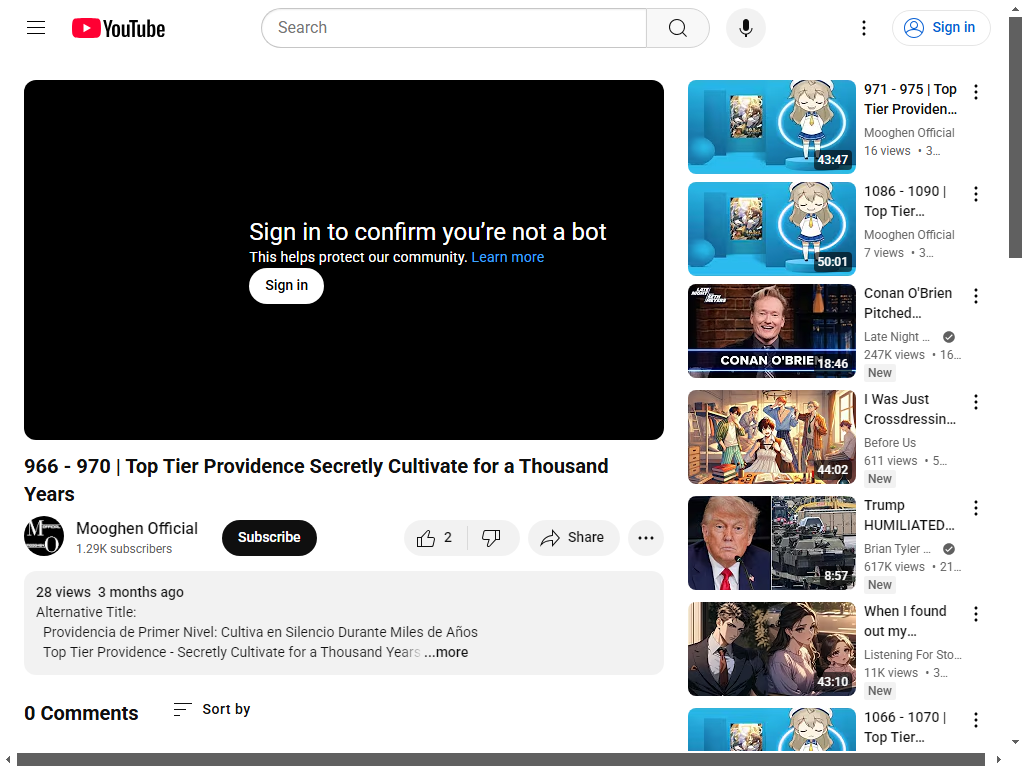 YouTube
Search
Sign in
Sign in to confirm you're not a bot
This helps protect our community. Learn more
Sign in
966 - 970 | Top Tier Providence Secretly Cultivate for a Thousand
Years
Mooghen Official
1.29K subscribers
Subscribe
2
Share
28 views 3 months ago
Alternative Title:
Providencia de Primer Nivel: Cultiva en Silencio Durante Miles de Años
Top Tier Providence - Secretly Cultivate for a Thousand Years ...more
0 Comments
Sort by
43:47
971 - 975 | Top
Tier Providen...
Mooghen Official
16 views • 3...
50:01
1086 - 1090 |
Top Tier...
Mooghen Official
7 views • 3...
CONAN O'BRIE
18:46
Conan O'Brien
Pitched...
Late Night ...
247K views • 16...
New
44:02
I Was Just
Crossdressin...
Before Us
611 views • 5...
New
8:57
Trump
HUMILIATED...
Brian Tyler ...
617K views • 21...
New
43:10
When I found
out my...
Listening For Sto...
11K views • 3...
New
1066 - 1070 |
Top Tier...